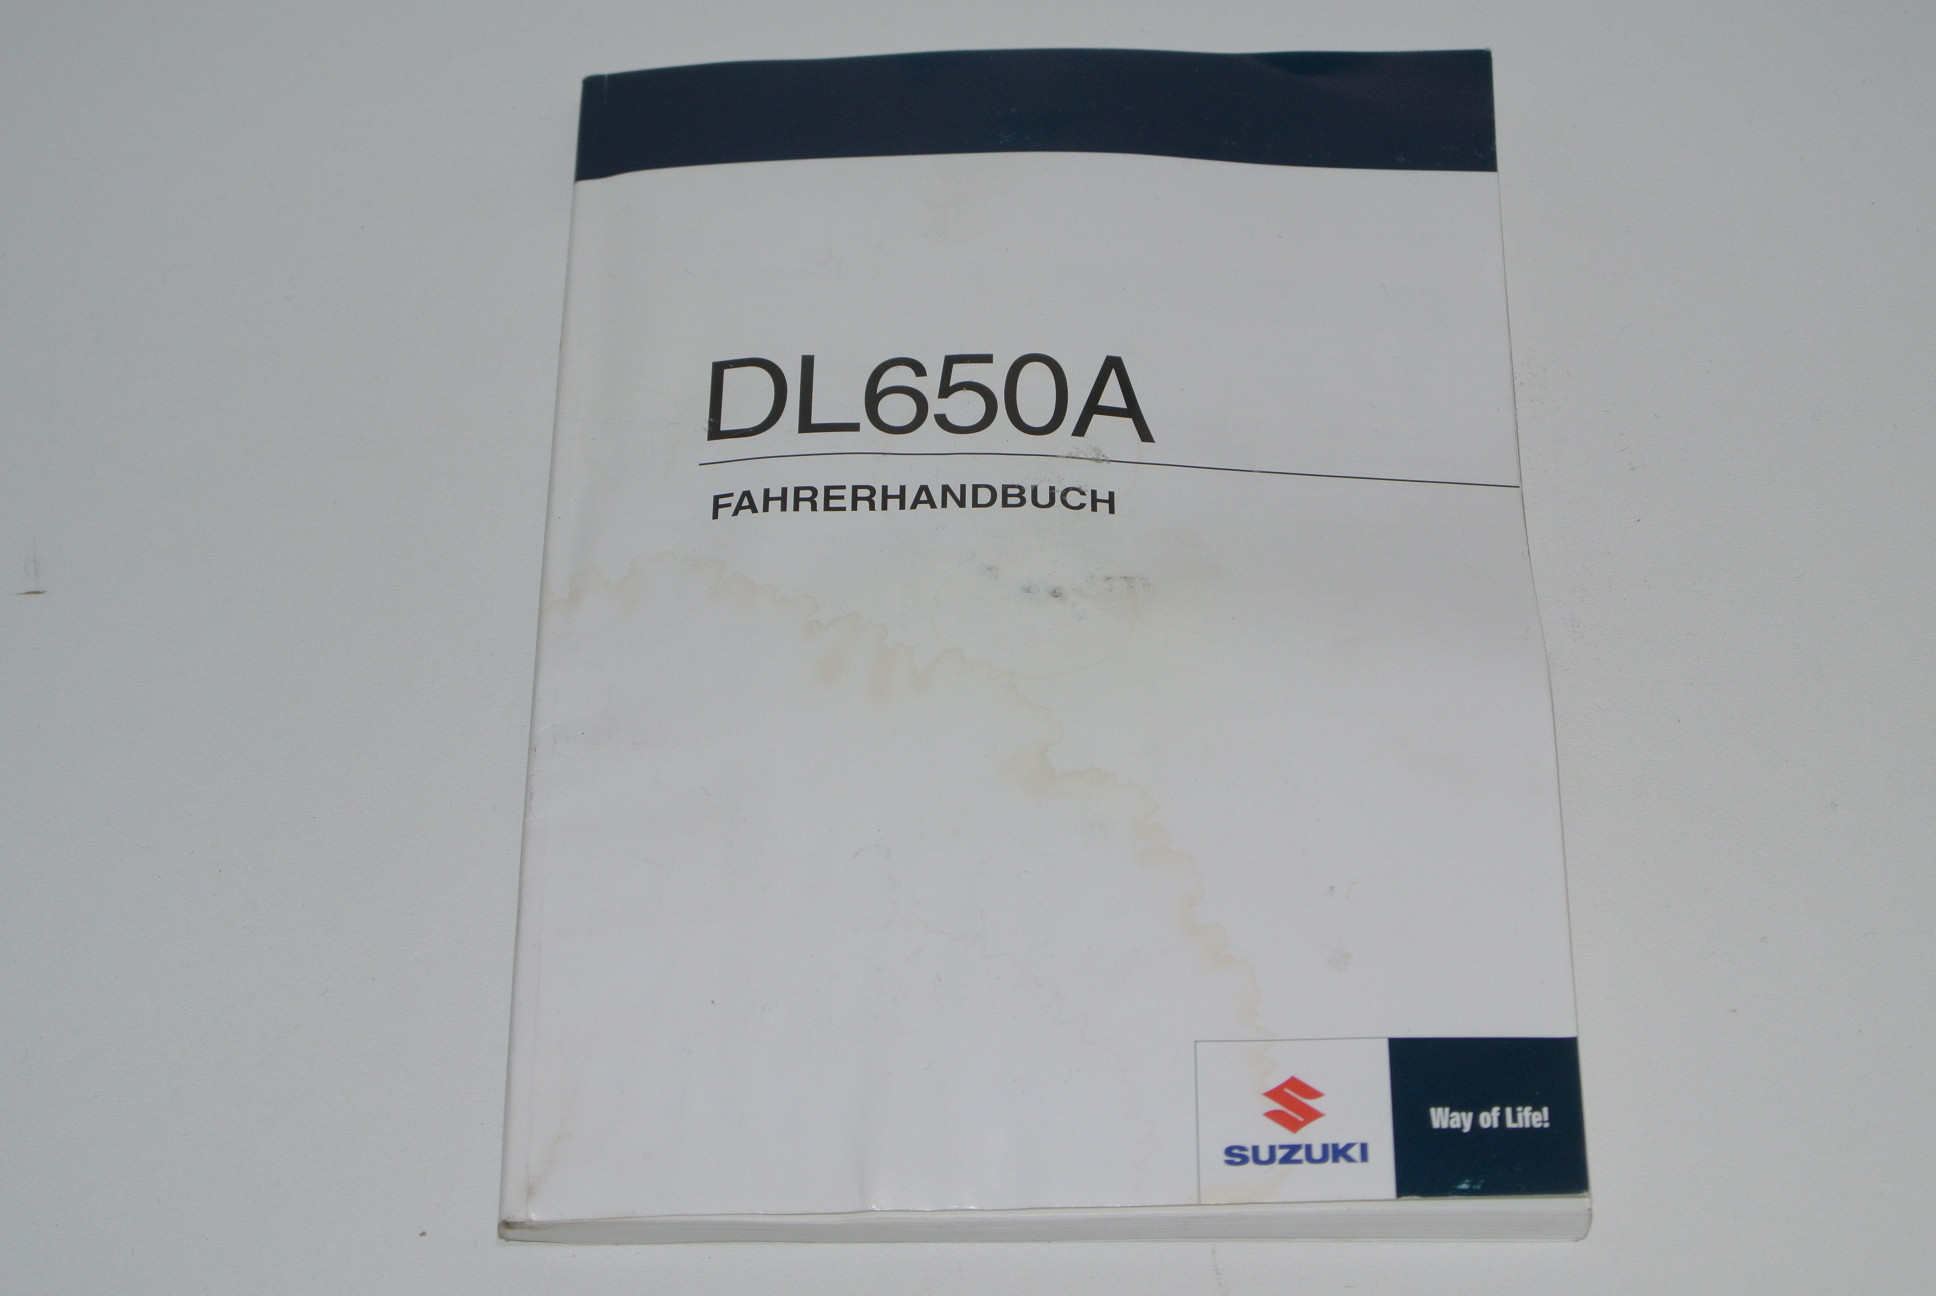 DL650A
FAHRERHANDBUCH
SUZUKI
Way of Life!